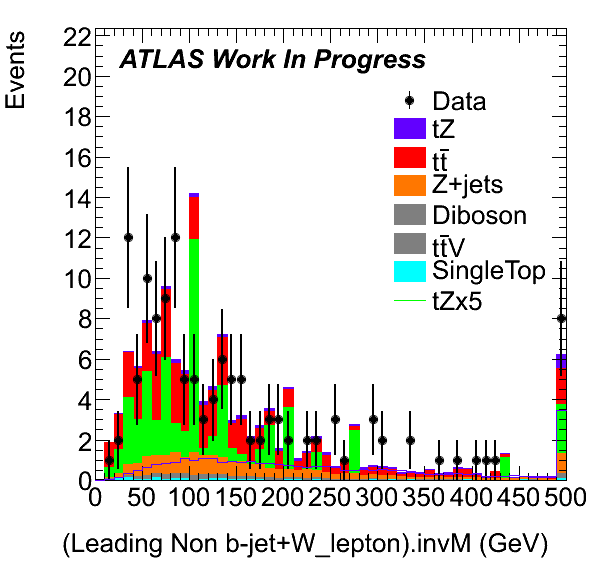 Events
22
20
18
16
14
12
10
8
6
4
2
0
ATLAS Work In Progress
Data
tZ
tt̄
Z+jets
Diboson
tt̄V
SingleTop
tZx5
0 50 100 150 200 250 300 350 400 450 500
(Leading Non b-jet+W_lepton).invM (GeV)